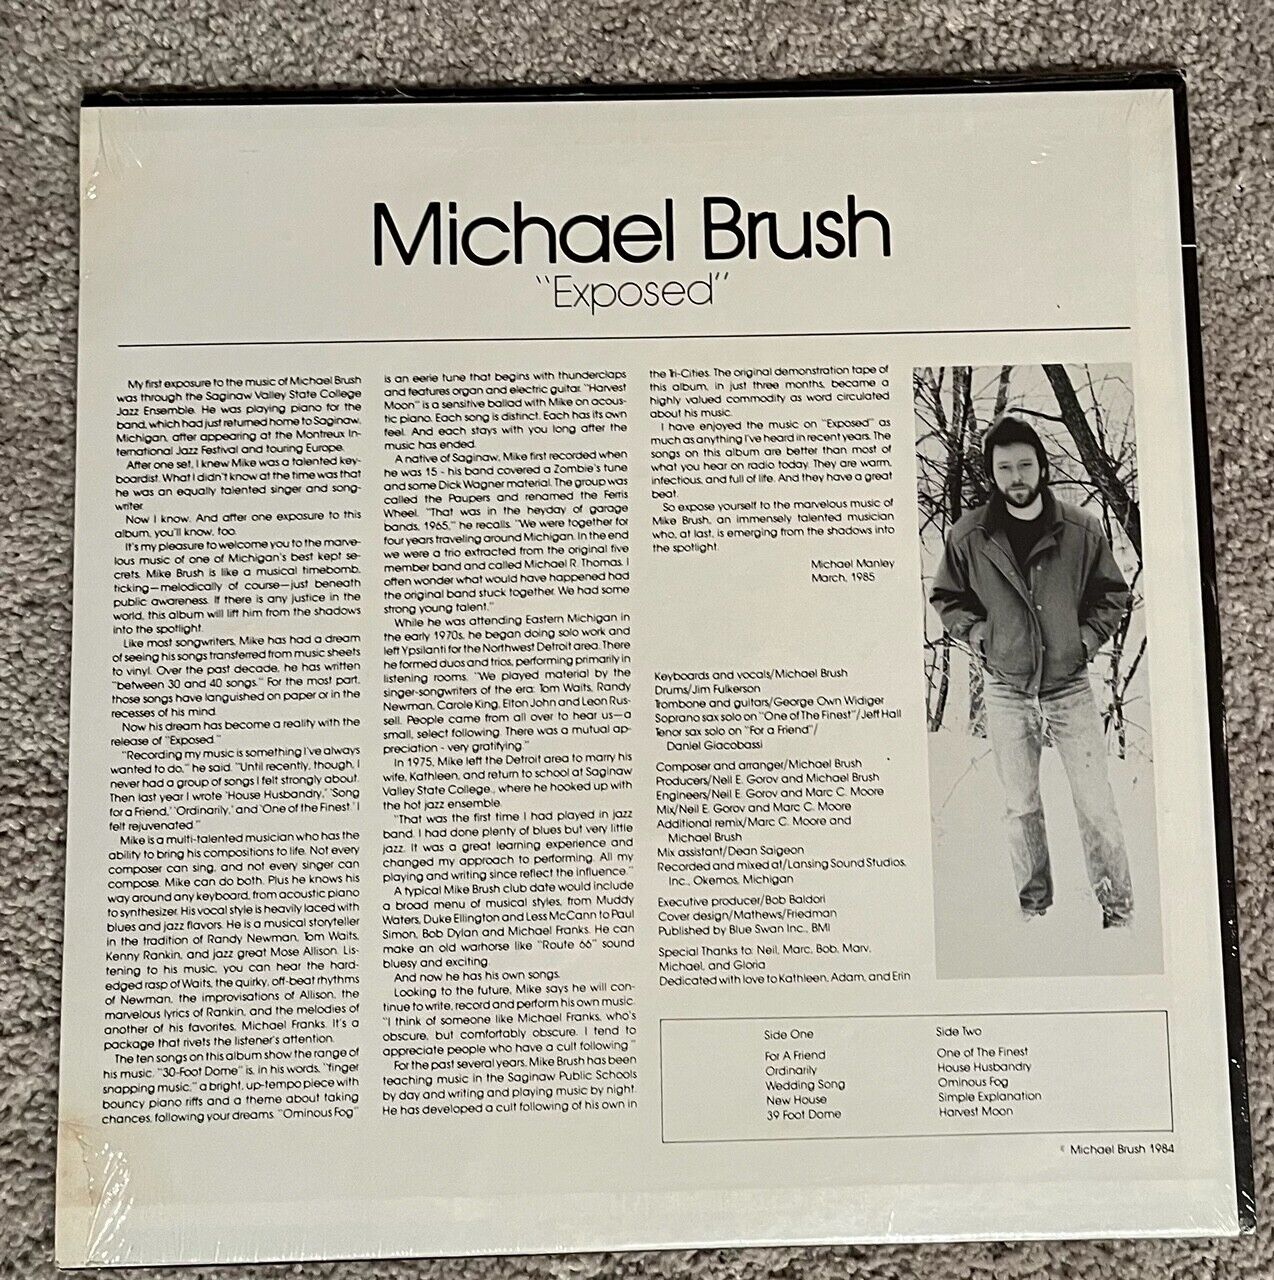 Michael Brush
"Exposed"
My first exposure to the music of Michael Brush
was through the Saginaw Valley State College
Jazz Ensemble. He was playing piano for the
band, which had just returned home to Saginaw,
Michigan, after appearing at the Montreux In-
ternational Jazz Festival and touring Europe.
After one set, I knew Mike was a talented key-
boardist. What I didn't know at the time was that
he was an equally talented singer and song-
writer.
Now I know. And after one exposure to this
album, you'll know, too.
It's my pleasure to welcome you to the marve-
lous music of one of Michigan's best kept se-
crets. Mike Brush is like a musical timebomb,
ticking—melodically of course—just beneath
public awareness. If there is any justice in the
world, this album will lift him from the shadows
into the spotlight.
Like most songwriters, Mike has had a dream
of seeing his songs transferred from music sheets
to vinyl. Over the past decade, he has written
"between 30 and 40 songs." For the most part,
those songs have languished on paper or in the
recesses of his mind.
Now his dream has become a reality with the
release of "Exposed."
"Recording my music is something I've always
wanted to do," he said. "Until recently, though, I
never had a group of songs I felt strongly about.
Then last year I wrote 'House Husbandry,' 'Song
for a Friend,' 'Ordinarily,' and 'One of the Finest.' I
felt rejuvenated."
Mike is a multi-talented musician who has the
ability to bring his compositions to life. Not every
composer can sing, and not every singer can
compose. Mike can do both. Plus he knows his
way around any keyboard, from acoustic piano
to synthesizer. His vocal style is heavily laced with
blues and jazz flavors. He is a musical storyteller
in the tradition of Randy Newman, Tom Waits,
Kenny Rankin, and jazz great Mose Allison. Lis-
tening to his music, you can hear the hard-
edged rasp of Waits, the quirky, off-beat rhythms
of Newman, the improvisations of Allison, the
marvelous lyrics of Rankin, and the melodies of
another of his favorites, Michael Franks. It's a
package that rivets the listener's attention.
The ten songs on this album show the range of
his music. "30-Foot Dome" is, in his words, "finger
snapping music," a bright, up-tempo piece with
bouncy piano riffs and a theme about taking
chances, following your dreams. "Ominous Fog"
is an eerie tune that begins with thunderclaps
and features organ and electric guitar. "Harvest
Moon" is a sensitive ballad with Mike on acous-
tic piano. Each song is distinct. Each has its own
feel. And each stays with you long after the
music has ended.
A native of Saginaw, Mike first recorded when
he was 15 - his band covered a Zombie's tune
and some Dick Wagner material. The group was
called the Paupers and renamed the Ferris
Wheel. "That was in the heyday of garage
bands, 1965," he recalls. "We were together for
four years traveling around Michigan. In the end
we were a trio extracted from the original five
member band and called Michael R. Thomas. I
often wonder what would have happened had
the original band stuck together. We had some
strong young talent."
While he was attending Eastern Michigan in
the early 1970s, he began doing solo work and
left Ypsilanti for the Northwest Detroit area. There
he formed duos and trios, performing primarily in
listening rooms. "We played material by the
singer-songwriters of the era: Tom Waits, Randy
Newman, Carole King, Elton John and Leon Rus-
sell. People came from all over to hear us—a
small, select following. There was a mutual ap-
preciation - very gratifying."
In 1975, Mike left the Detroit area to marry his
wife, Kathleen, and return to school at Saginaw
Valley State College., where he hooked up with
the hot jazz ensemble.
"That was the first time I had played in jazz
band. I had done plenty of blues but very little
jazz. It was a great learning experience and
changed my approach to performing. All my
playing and writing since reflect the influence."
A typical Mike Brush club date would include
a broad menu of musical styles, from Muddy
Waters, Duke Ellington and Less McCann to Paul
Simon, Bob Dylan and Michael Franks. He can
make an old warhorse like "Route 66" sound
bluesy and exciting.
And now he has his own songs.
Looking to the future, Mike says he will con-
tinue to write, record and perform his own music.
"I think of someone like Michael Franks, who's
obscure, but comfortably obscure. I tend to
appreciate people who have a cult following."
For the past several years, Mike Brush has been
teaching music in the Saginaw Public Schools
by day and writing and playing music by night.
He has developed a cult following of his own in
the Tri-Cities. The original demonstration tape of
this album, in just three months, became a
highly valued commodity as word circulated
about his music.
I have enjoyed the music on "Exposed" as
much as anything I've heard in recent years. The
songs on this album are better than most of
what you hear on radio today. They are warm,
infectious, and full of life. And they have a great
beat.
So expose yourself to the marvelous music of
Mike Brush, an immensely talented musician
who, at last, is emerging from the shadows into
the spotlight.
Michael Manley
March, 1985
Keyboards and vocals/Michael Brush
Drums/Jim Fulkerson
Trombone and guitars/George Own Widiger
Soprano sax solo on "One of The Finest"/Jeff Hall
Tenor sax solo on "For a Friend"/
Daniel Giacobassi
Composer and arranger/Michael Brush
Producers/Neil E. Gorov and Michael Brush
Engineers/Neil E. Gorov and Marc C. Moore
Mix/Neil E. Gorov and Marc C. Moore
Additional remix/Marc C. Moore and
Michael Brush
Mix assistant/Dean Saigeon
Recorded and mixed at/Lansing Sound Studios,
Inc., Okemos, Michigan
Executive producer/Bob Baldori
Cover design/Mathews/Friedman
Published by Blue Swan Inc., BMI
Special Thanks to: Neil, Marc, Bob, Marv,
Michael, and Gloria
Dedicated with love to Kathleen, Adam, and Erin
Side One
For A Friend
Ordinarily
Wedding Song
New House
39 Foot Dome
Side Two
One of The Finest
House Husbandry
Ominous Fog
Simple Explanation
Harvest Moon
© Michael Brush 1984